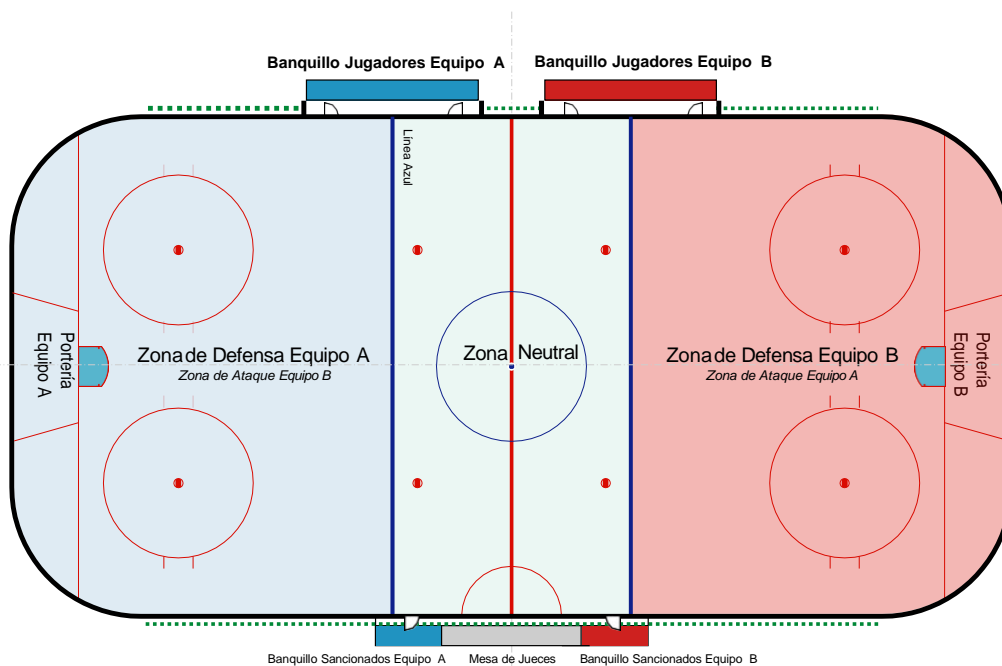 Banquillo Jugadores Equipo A
Banquillo Jugadores Equipo B
Línea Azul
Portería
Equipo A
Zona de Defensa Equipo A
Zona de Ataque Equipo B
Zona Neutral
Zona de Defensa Equipo B
Zona de Ataque Equipo A
Portería
Equipo B
Banquillo Sancionados Equipo A
Mesa de Jueces
Banquillo Sancionados Equipo B